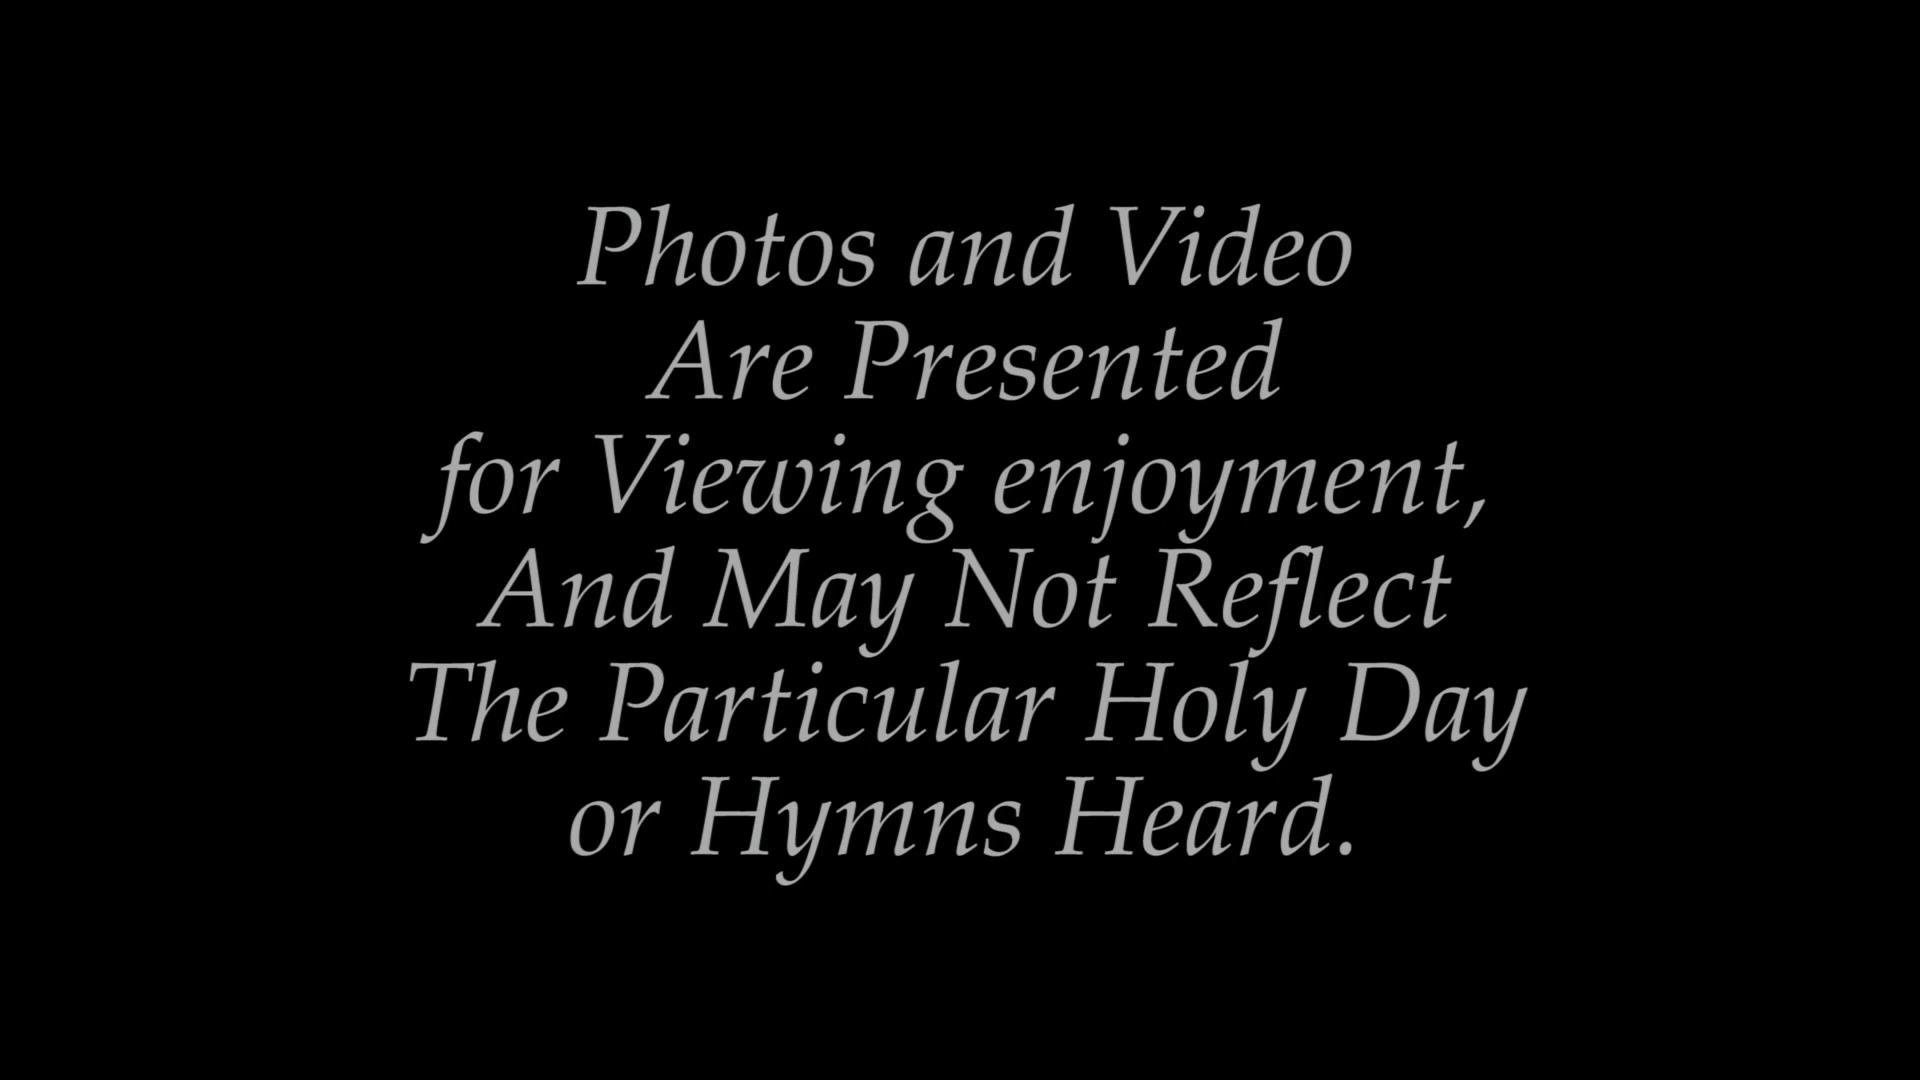 Photos and Video
Are Presented
for Viewing enjoyment,
And May Not Reflect
The Particular Holy Day
or Hymns Heard.